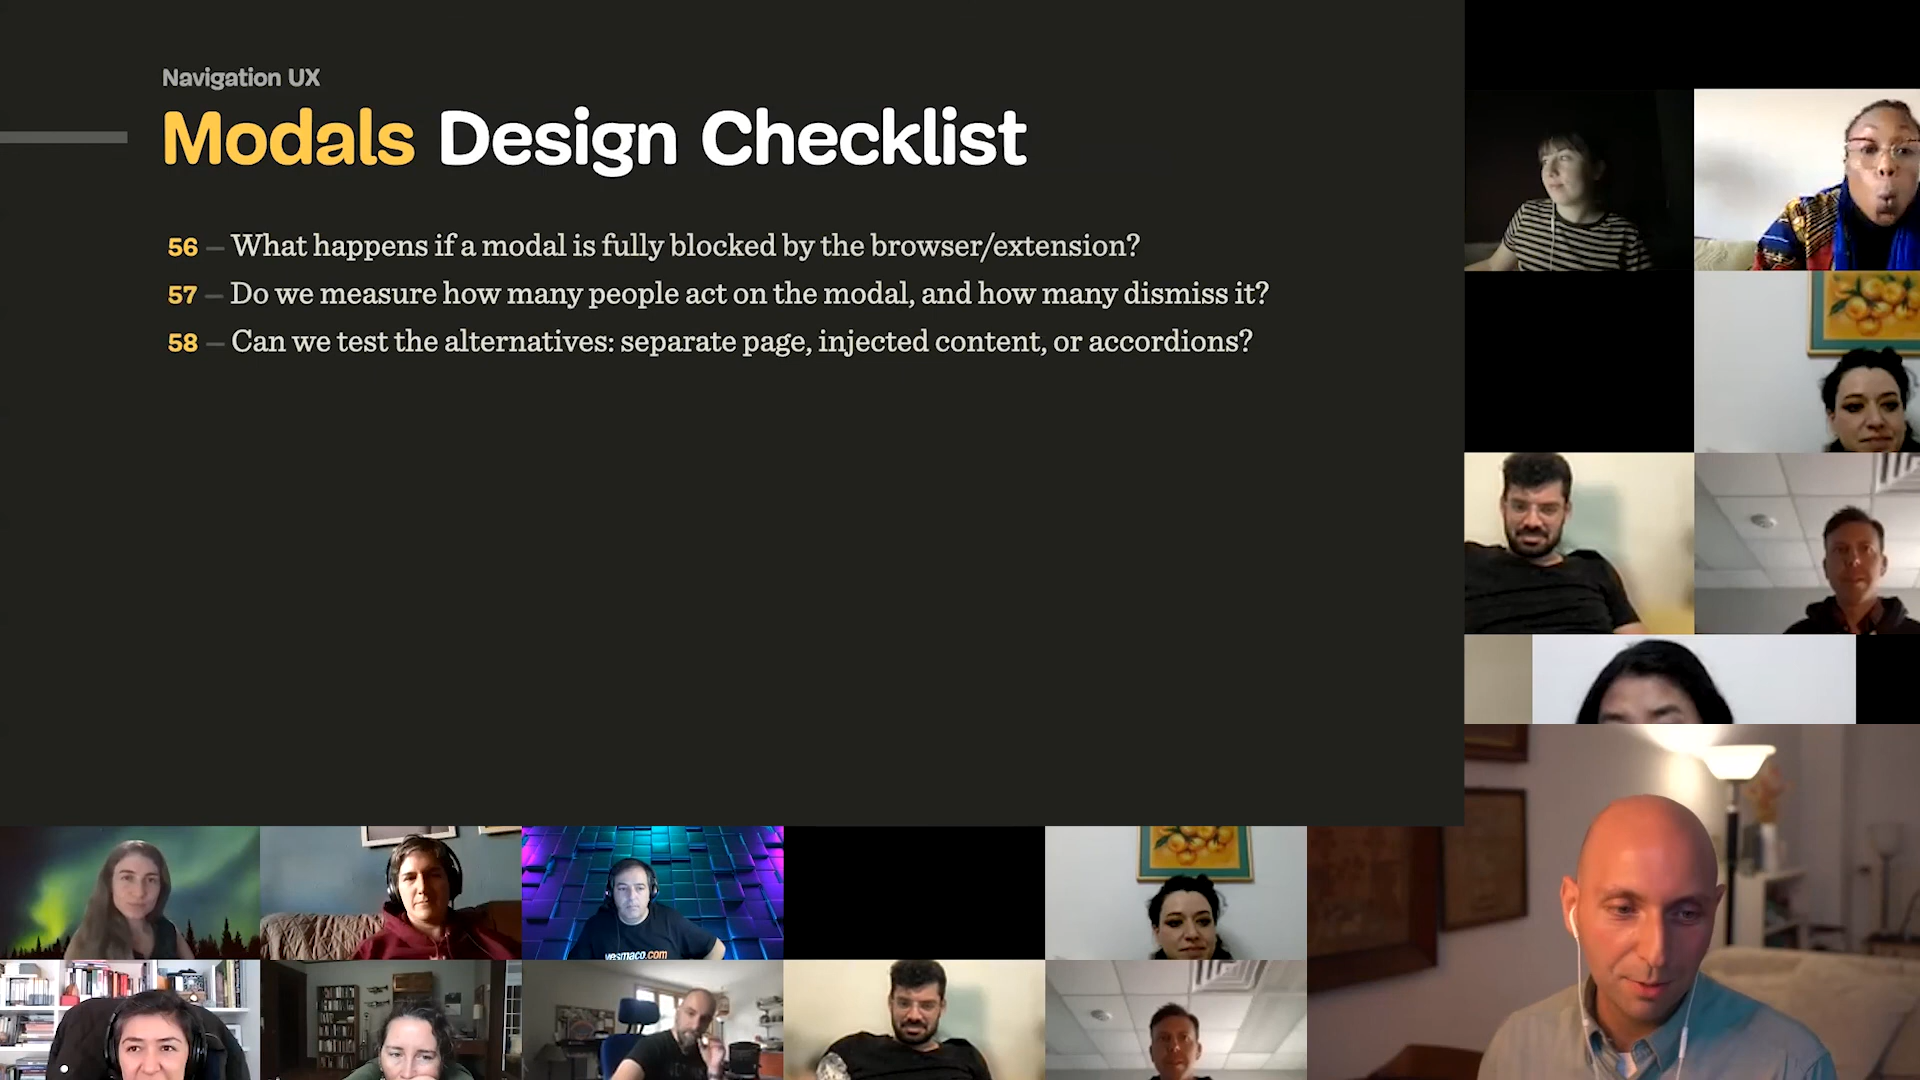 Navigation UX
Modals Design Checklist
56 – What happens if a modal is fully blocked by the browser/extension?
57 – Do we measure how many people act on the modal, and how many dismiss it?
58 – Can we test the alternatives: separate page, injected content, or accordions?
yesmaco.com